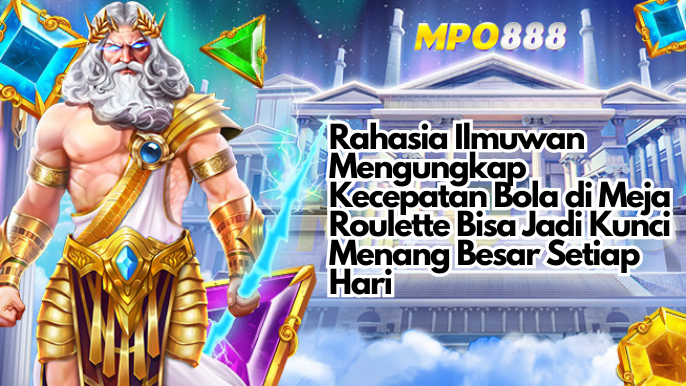 MPO888
Rahasia Ilmuwan
Mengungkap
Kecepatan Bola di Meja
Roulette Bisa Jadi Kunci
Menang Besar Setiap
Hari